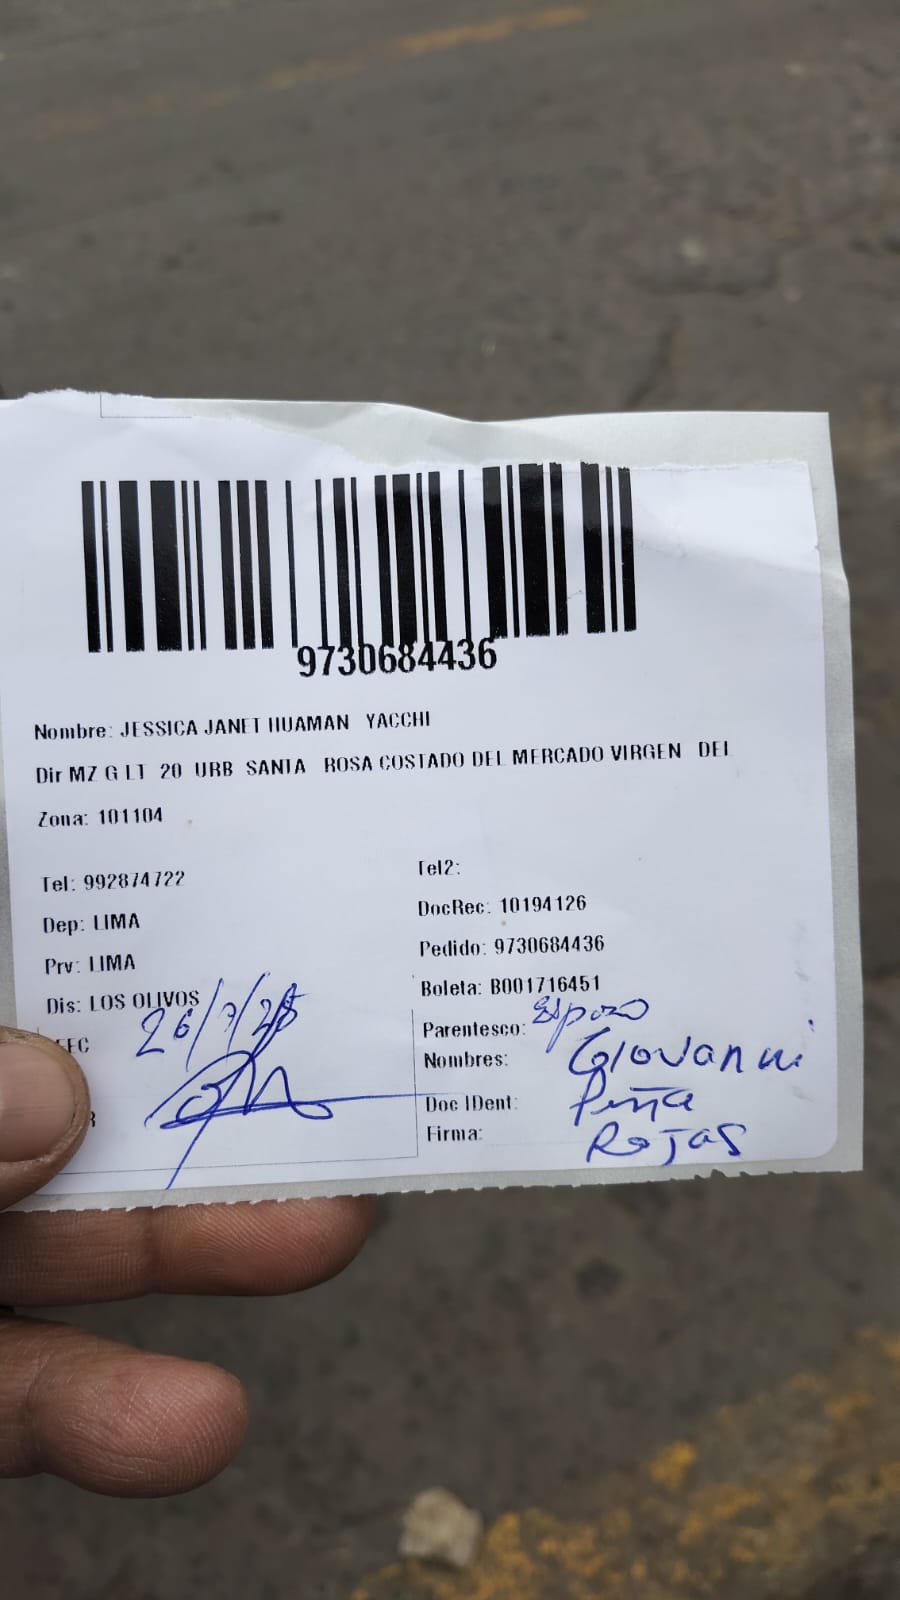 9730684436
Nombre: JESSICA JANET HUAMAN YACCHI
Dir MZ G LT 20 URB SANTA ROSA COSTADO DEL MERCADO VIRGEN DEL
Zona: 101104
Tel: 992874722
Dep: LIMA
Prv: LIMA
Dis: LOS OLIVOS
26/7/25
Tel2:
DocRec: 10194126
Pedido: 9730684436
Boleta: B001716451
Parentesco: Esposo
Nombres: Giovanni
Doc IDent: Peña
Firma: Rojas